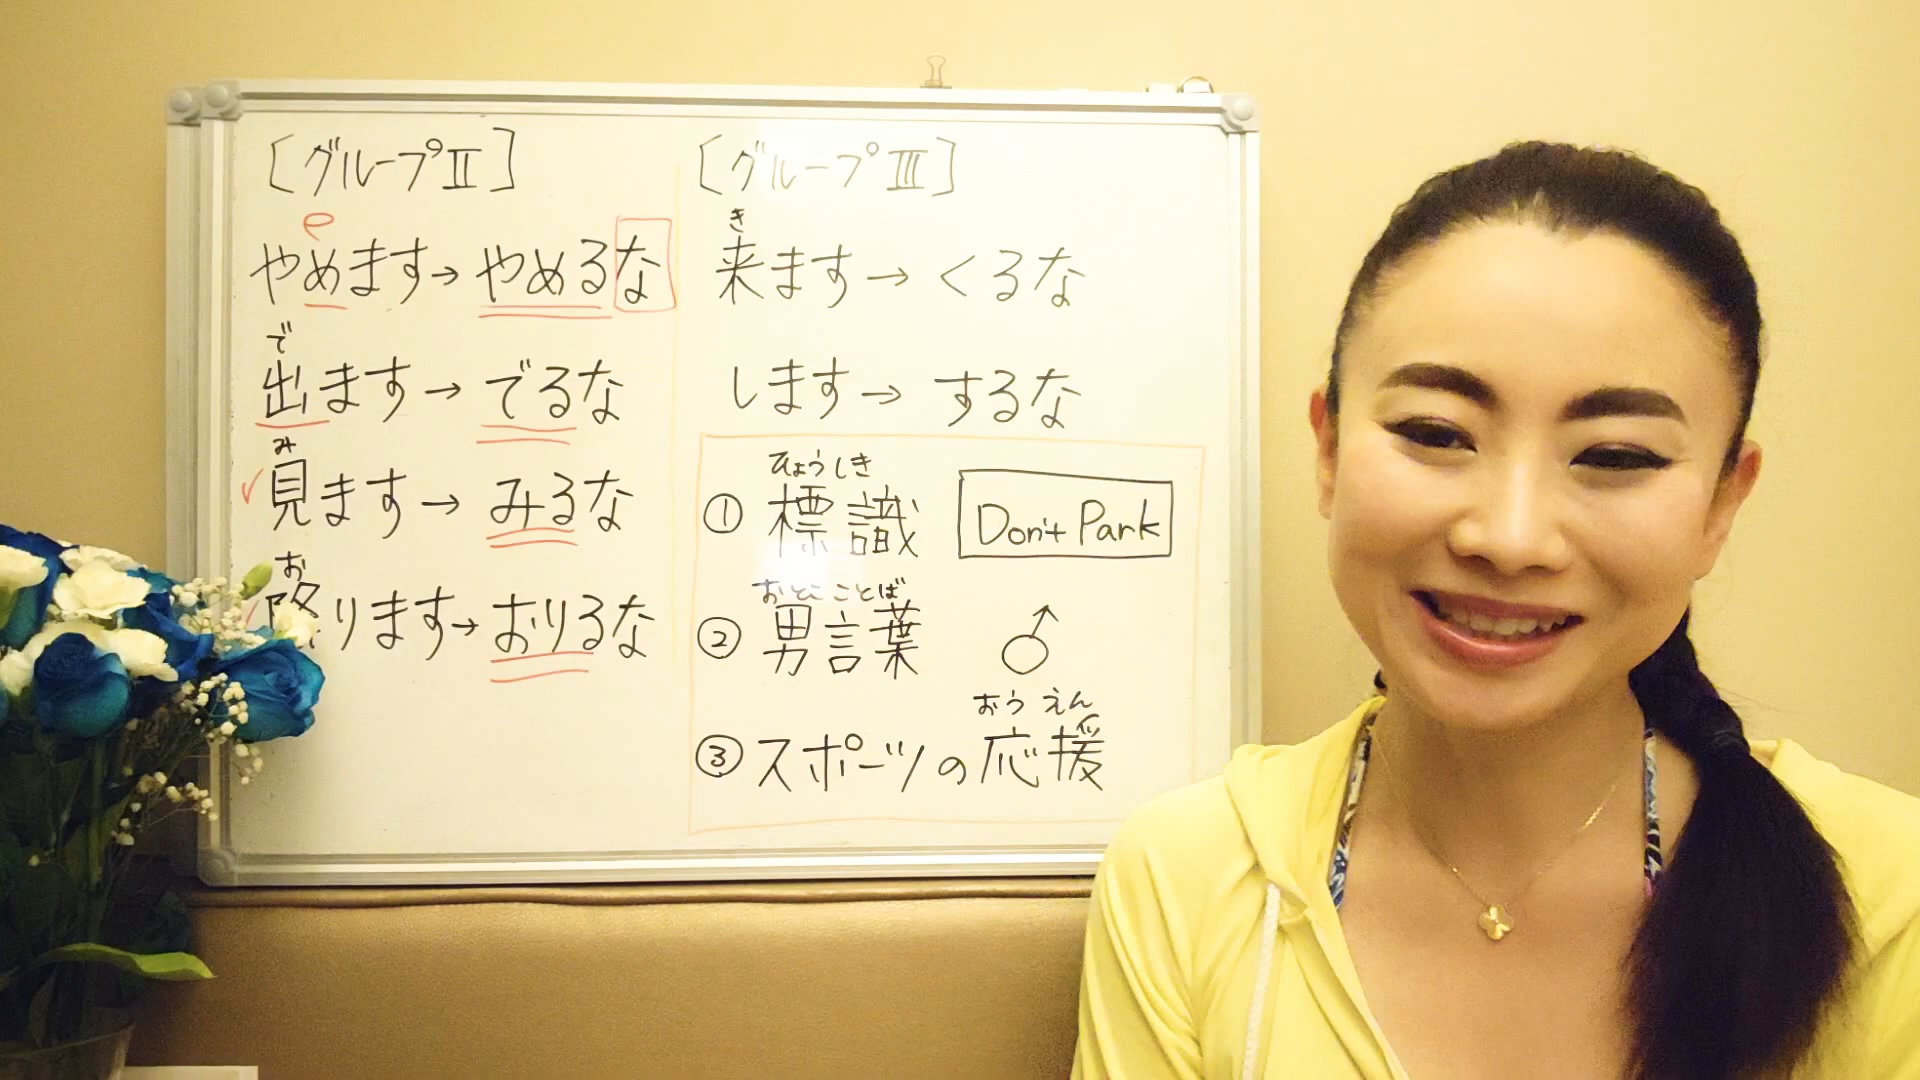 [グループⅡ]
e
やめます→やめるな
で
出ます→でるな
み
✓見ます→みるな
お
✓降ります→おりるな
[グループⅢ]
き
来ます→くるな
します→するな
ひょうしき
①標識 Don't Park
おとこことば
②男言葉 ♂
おうえん
③スポーツの応援